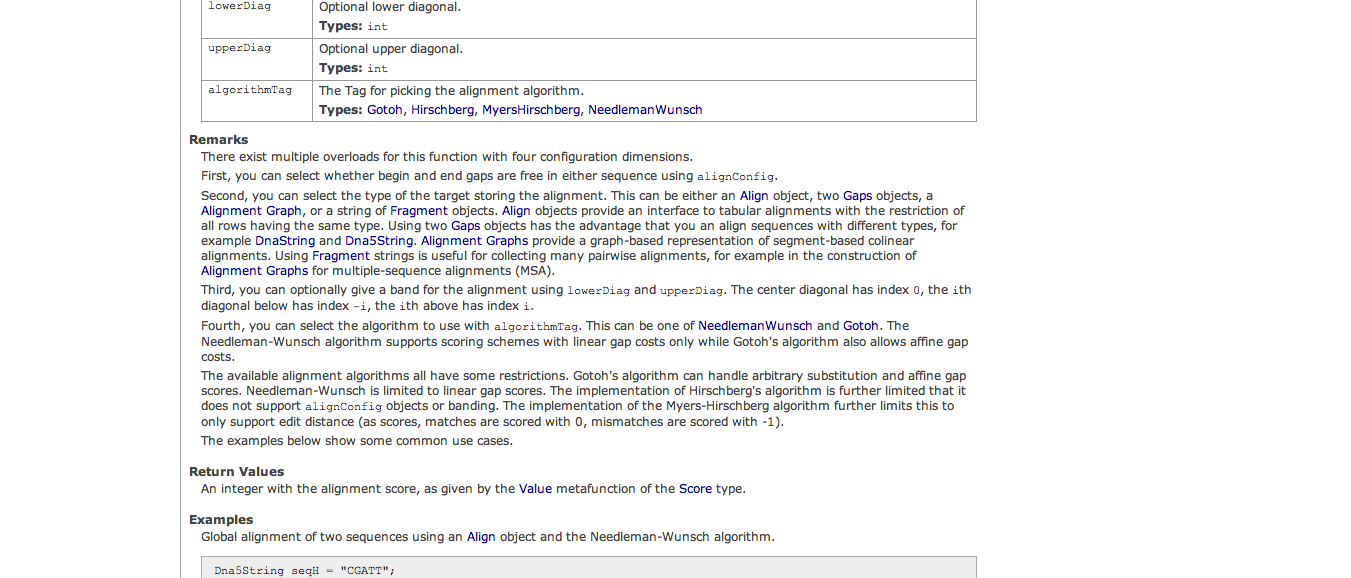 lowerDiag
Optional lower diagonal.
Types: int
upperDiag
Optional upper diagonal.
Types: int
algorithmTag
The Tag for picking the alignment algorithm.
Types: Gotoh, Hirschberg, MyersHirschberg, NeedlemanWunsch
Remarks
There exist multiple overloads for this function with four configuration dimensions.
First, you can select whether begin and end gaps are free in either sequence using alignConfig.
Second, you can select the type of the target storing the alignment. This can be either an Align object, two Gaps objects, a
Alignment Graph, or a string of Fragment objects. Align objects provide an interface to tabular alignments with the restriction of
all rows having the same type. Using two Gaps objects has the advantage that you an align sequences with different types, for
example DnaString and Dna5String. Alignment Graphs provide a graph-based representation of segment-based colinear
alignments. Using Fragment strings is useful for collecting many pairwise alignments, for example in the construction of
Alignment Graphs for multiple-sequence alignments (MSA).
Third, you can optionally give a band for the alignment using lowerDiag and upperDiag. The center diagonal has index 0, the ith
diagonal below has index -i, the ith above has index i.
Fourth, you can select the algorithm to use with algorithmTag. This can be one of NeedlemanWunsch and Gotoh. The
Needleman-Wunsch algorithm supports scoring schemes with linear gap costs only while Gotoh's algorithm also allows affine gap
costs.
The available alignment algorithms all have some restrictions. Gotoh's algorithm can handle arbitrary substitution and affine gap
scores. Needleman-Wunsch is limited to linear gap scores. The implementation of Hirschberg's algorithm is further limited that it
does not support alignConfig objects or banding. The implementation of the Myers-Hirschberg algorithm further limits this to
only support edit distance (as scores, matches are scored with 0, mismatches are scored with -1).
The examples below show some common use cases.
Return Values
An integer with the alignment score, as given by the Value metafunction of the Score type.
Examples
Global alignment of two sequences using an Align object and the Needleman-Wunsch algorithm.
Dna5String seqH = "CGATT";